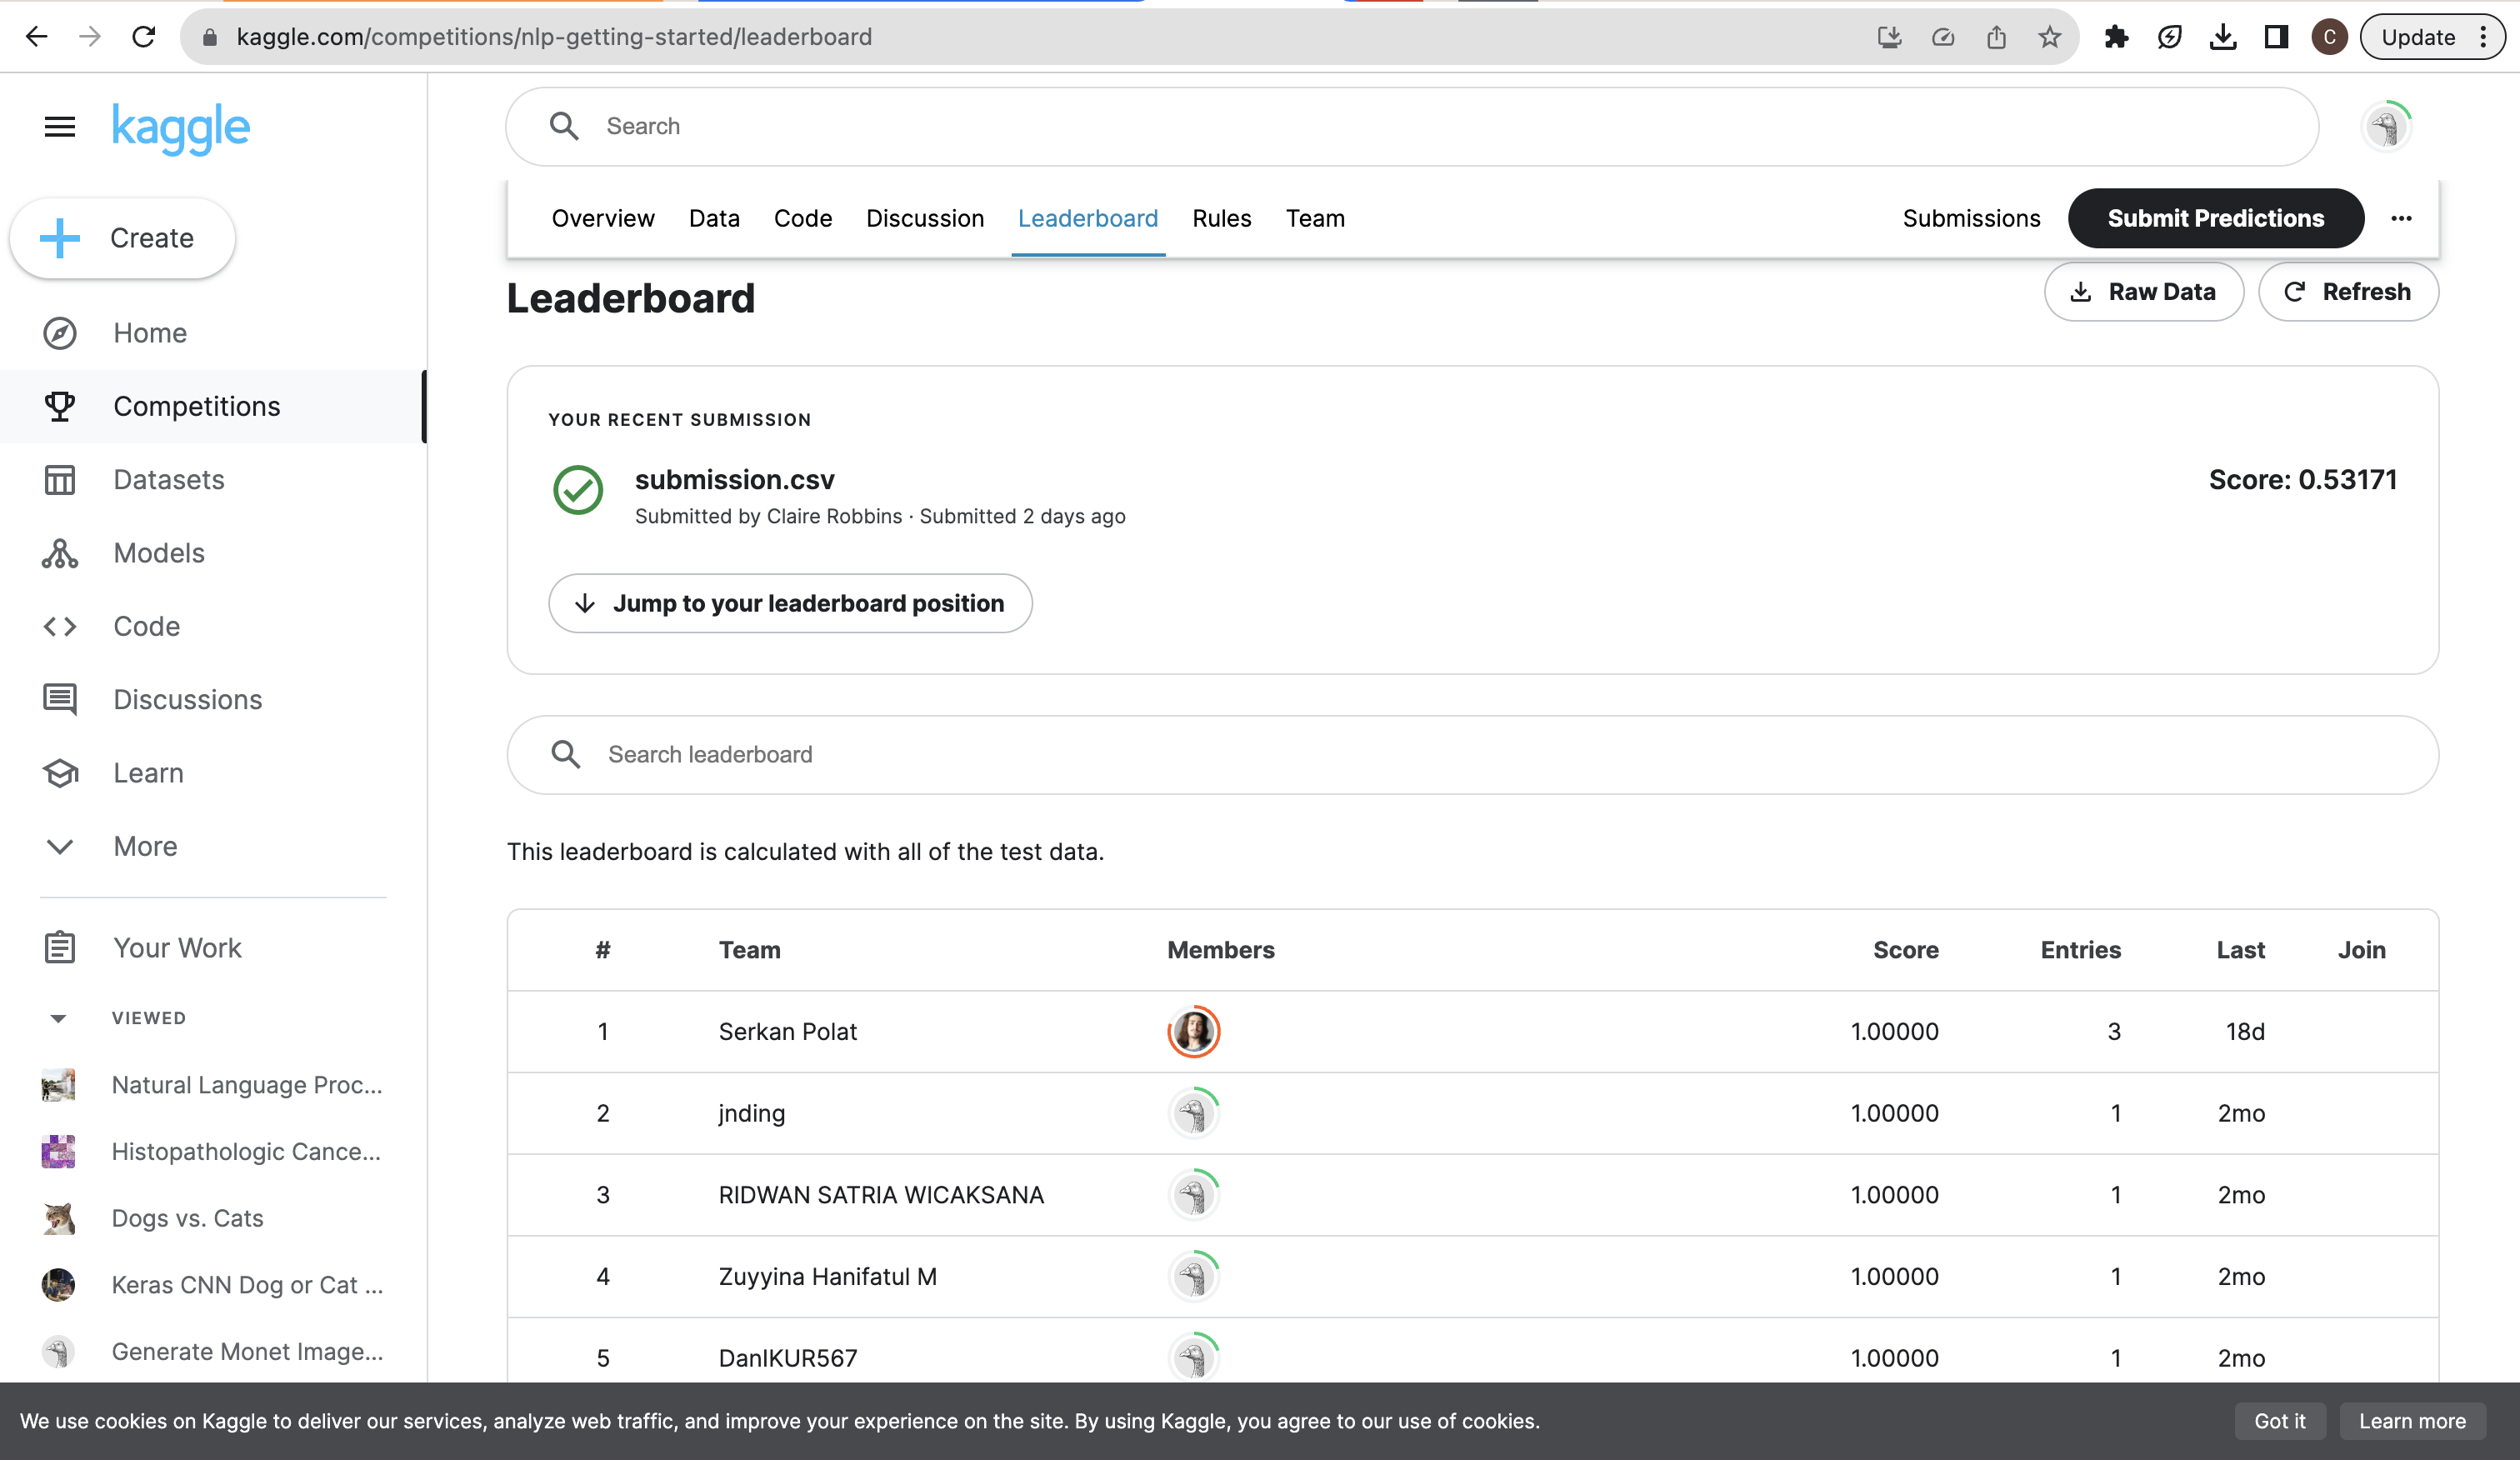 kaggle.com/competitions/nlp-getting-started/leaderboard
C
Update
kaggle
Search
Create
Home
Competitions
Datasets
Models
Code
Discussions
Learn
More
Your Work
VIEWED
Natural Language Proc...
Histopathologic Cance...
Dogs vs. Cats
Keras CNN Dog or Cat ...
Generate Monet Image...
Overview Data Code Discussion Leaderboard Rules Team Submissions Submit Predictions
Leaderboard
Raw Data Refresh
YOUR RECENT SUBMISSION
submission.csv Score: 0.53171
Submitted by Claire Robbins · Submitted 2 days ago
Jump to your leaderboard position
Search leaderboard
This leaderboard is calculated with all of the test data.
# Team Members Score Entries Last Join
1 Serkan Polat 1.00000 3 18d
2 jnding 1.00000 1 2mo
3 RIDWAN SATRIA WICAKSANA 1.00000 1 2mo
4 Zuyyina Hanifatul M 1.00000 1 2mo
5 DanIKUR567 1.00000 1 2mo
We use cookies on Kaggle to deliver our services, analyze web traffic, and improve your experience on the site. By using Kaggle, you agree to our use of cookies. Got it Learn more